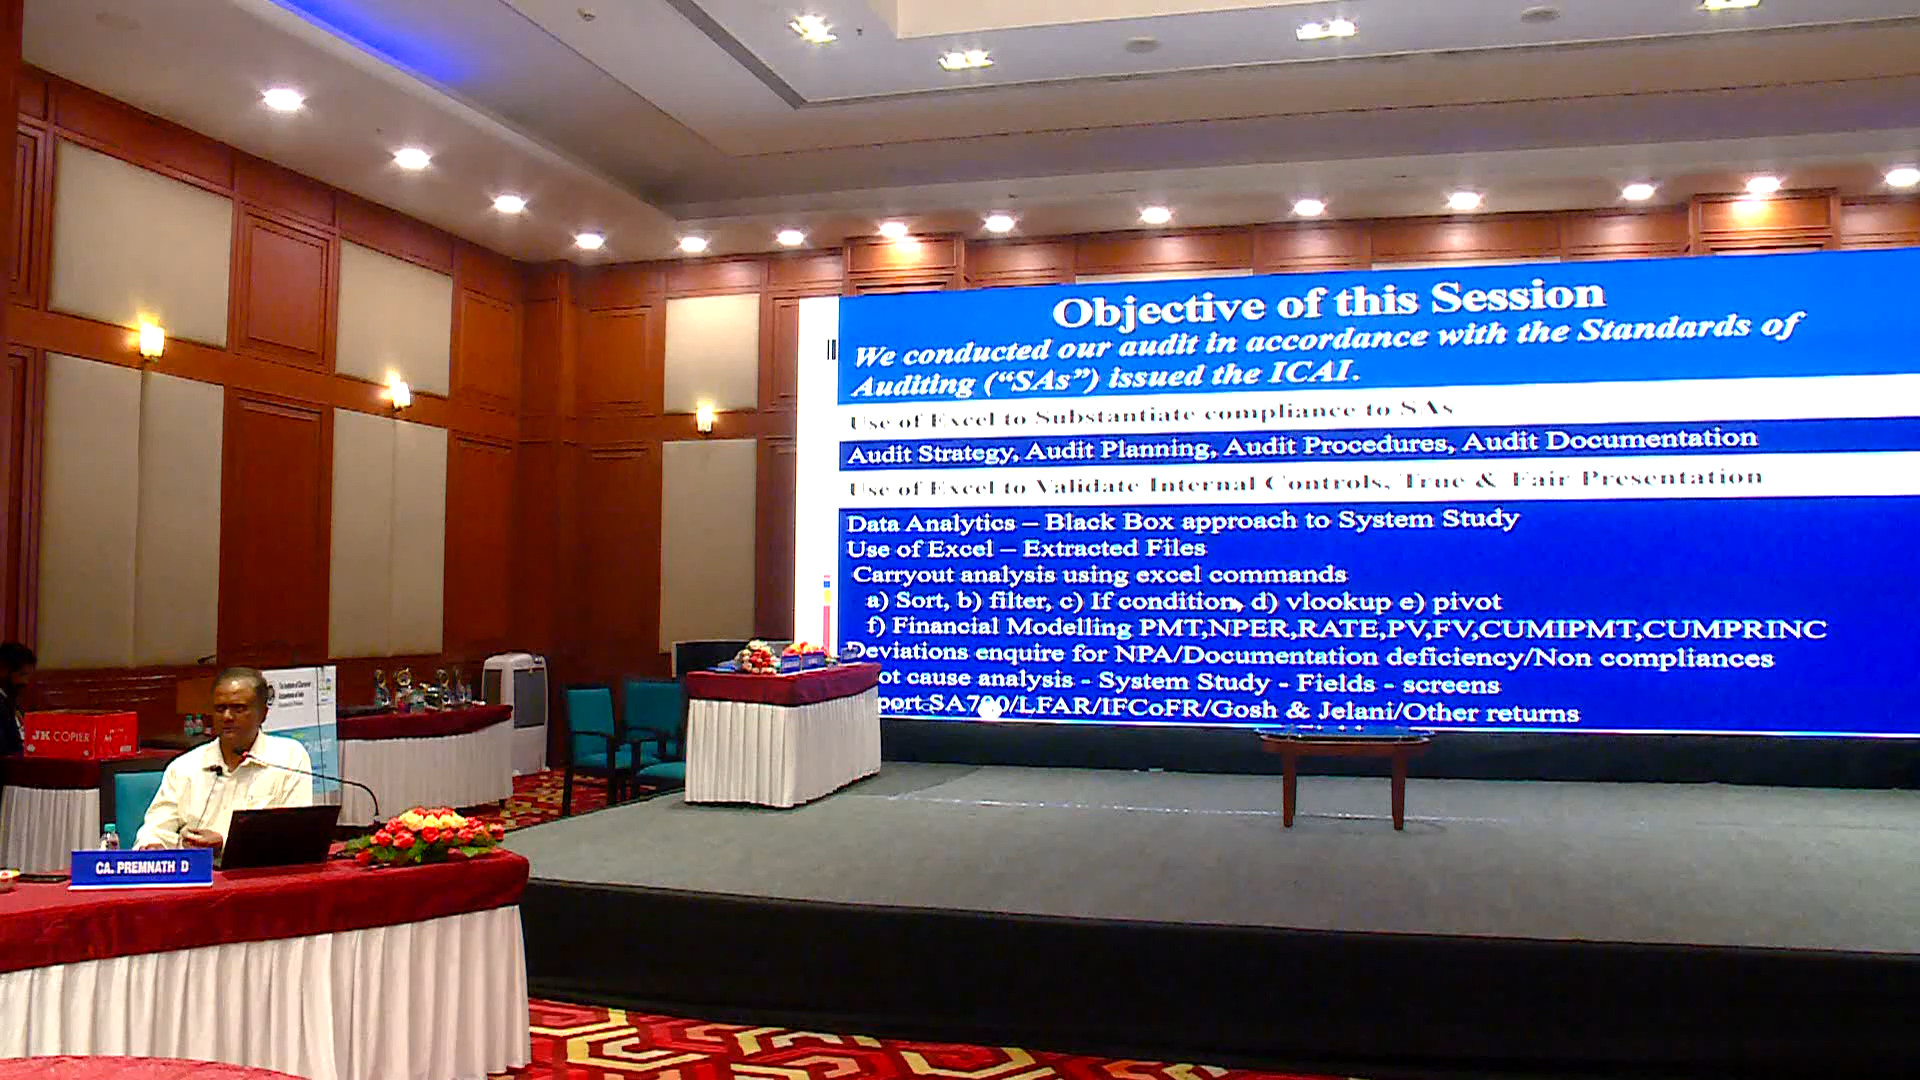 Objective of this Session
We conducted our audit in accordance with the Standards of
Auditing (“SAs”) issued the ICAI.
Use of Excel to Substantiate compliance to SAs
Audit Strategy, Audit Planning, Audit Procedures, Audit Documentation
Use of Excel to Validate Internal Controls, True & Fair Presentation
Data Analytics – Black Box approach to System Study
Use of Excel – Extracted Files
Carryout analysis using excel commands
a) Sort, b) filter, c) If condition, d) vlookup e) pivot
f) Financial Modelling PMT,NPER,RATE,PV,FV,CUMIPMT,CUMPRINC
Deviations enquire for NPA/Documentation deficiency/Non compliances
ot cause analysis - System Study - Fields - screens
port SA700/LFAR/IFCoFR/Gosh & Jelani/Other returns
JK COPIER
CA. PREMNATH D